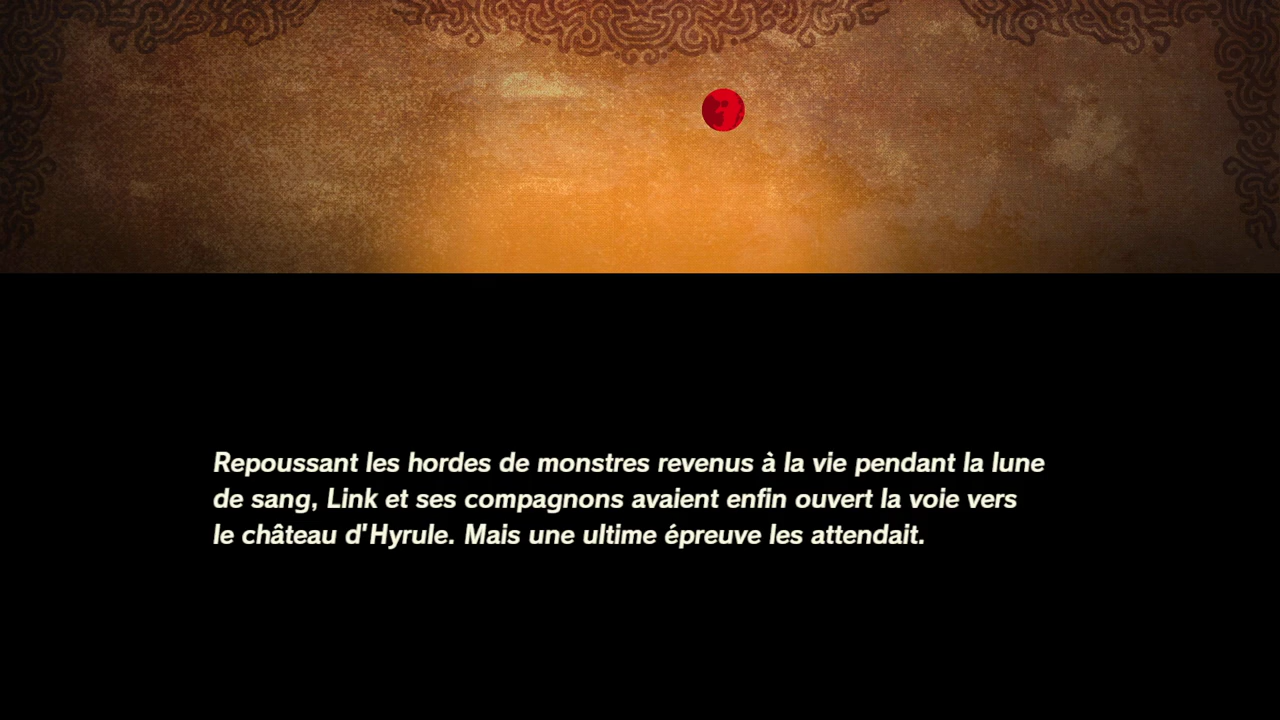 Repoussant les hordes de monstres revenus à la vie pendant la lune
de sang, Link et ses compagnons avaient enfin ouvert la voie vers
le château d'Hyrule. Mais une ultime épreuve les attendait.